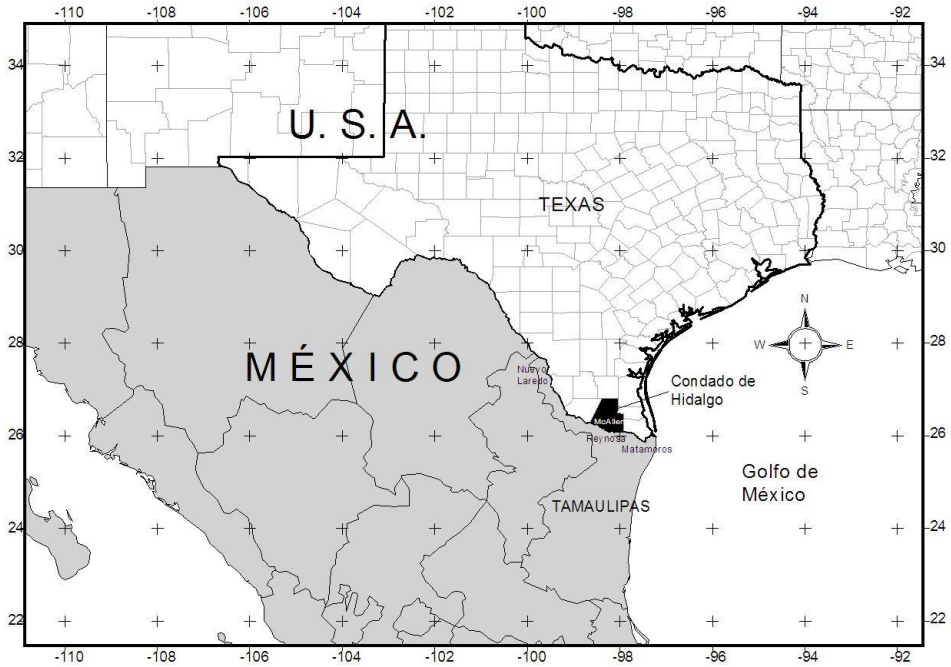 -110 -108 -106 -104 -102 -100 -98 -96 -94 -92
34 34
U. S. A.
32 32
TEXAS
30 30
N
28 28
W E
MÉXICO
Nuevo
Laredo
S
Condado de
Hidalgo
McAllen
26 26
Reynosa
Matamoros
Golfo de
México
TAMAULIPAS
24 24
22 22
-110 -108 -106 -104 -102 -100 -98 -96 -94 -92